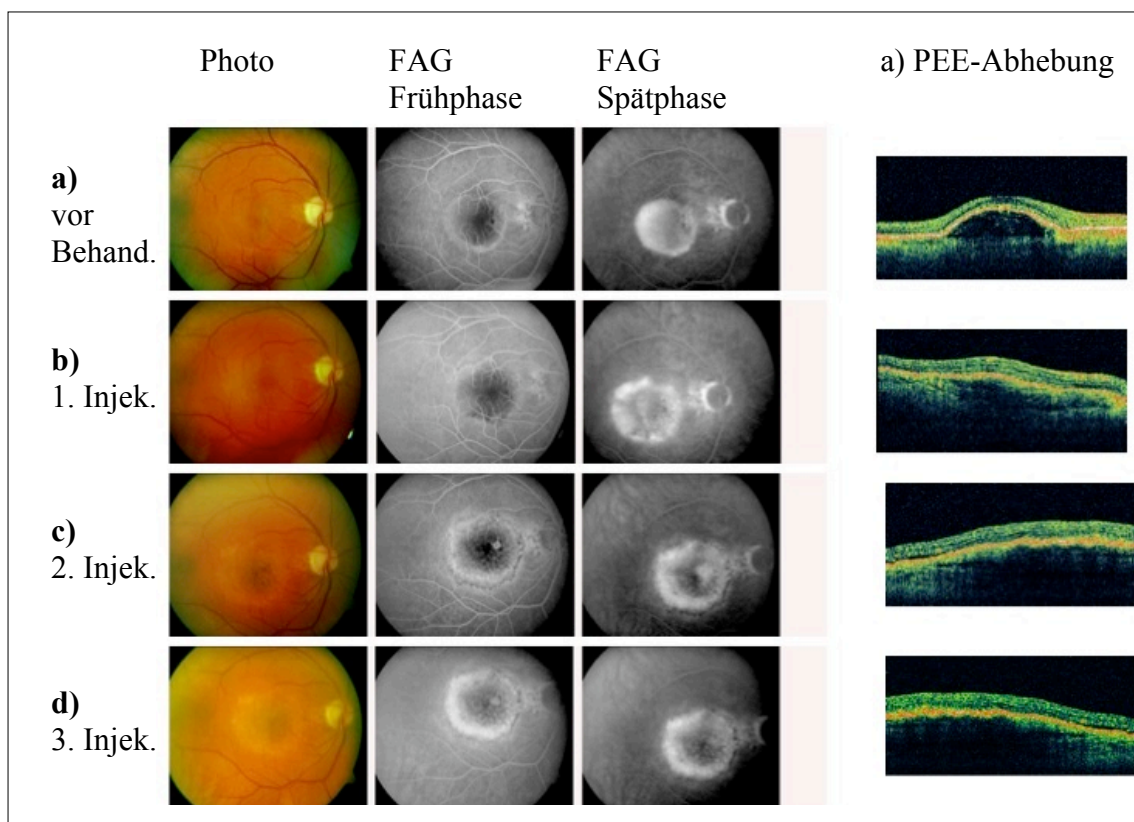 Photo
FAG
Frühphase
FAG
Spätphase
a) PEE-Abhebung
a)
vor
Behand.
b)
1. Injek.
c)
2. Injek.
d)
3. Injek.